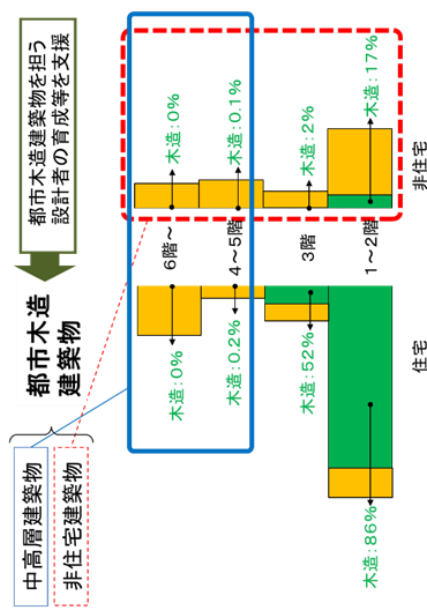 中高層建築物
非住宅建築物
都市木造
建築物
都市木造建築物を担う
設計者の育成等を支援
木造:0%
6階~
木造:0%
木造:0.2%
4~5階
木造:0.1%
木造:52%
3階
木造:2%
木造:86%
1~2階
木造:17%
住宅
非住宅